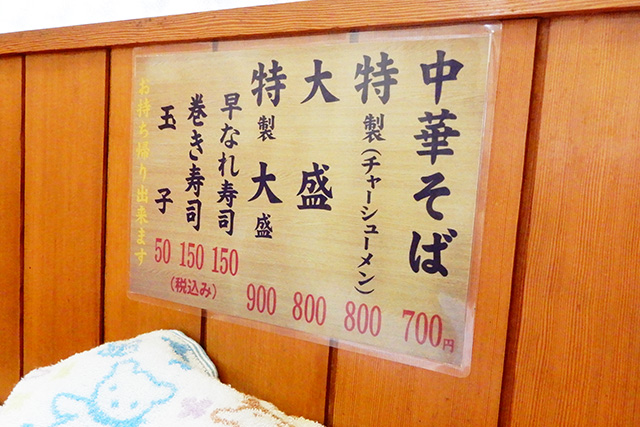 中華そば 700円
特製(チャーシューメン) 800
大盛 800
特製大盛 900
早なれ寿司 150
巻き寿司 150
玉子 50
(税込み)
お持ち帰り出来ます